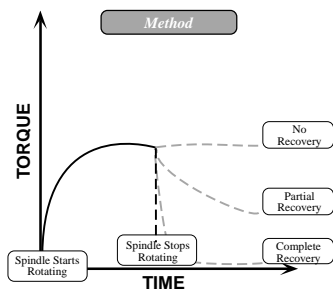 Method
TORQUE
No
Recovery
Partial
Recovery
Spindle Starts
Rotating
Spindle Stops
Rotating
Complete
Recovery
TIME